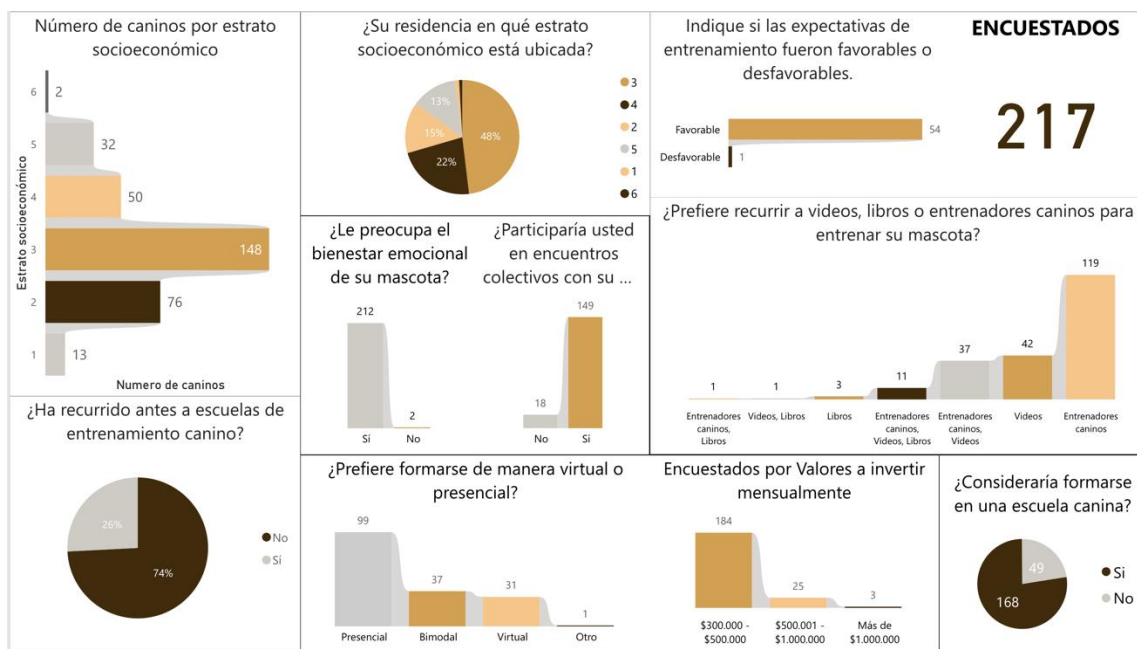 Número de caninos por estrato
socioeconómico
Estrato socioeconómico
6
2
5
32
4
50
3
148
2
76
1
13
Numero de caninos
¿Su residencia en qué estrato
socioeconómico está ubicada?
13%
15%
22%
48%
3
4
2
5
1
6
Indique si las expectativas de
entrenamiento fueron favorables o
desfavorables.
Favorable
54
Desfavorable
1
ENCUESTADOS
217
¿Le preocupa el
bienestar emocional
de su mascota?
212
2
Sí
No
¿Participaría usted
en encuentros
colectivos con su ...
149
18
No
Si
¿Prefiere recurrir a videos, libros o entrenadores caninos para
entrenar su mascota?
1
1
3
11
37
42
119
Entrenadores
caninos,
Libros
Videos, Libros
Libros
Entrenadores
caninos,
Videos, Libros
Entrenadores
caninos,
Videos
Videos
Entrenadores
caninos
¿Ha recurrido antes a escuelas de
entrenamiento canino?
26%
74%
No
Sí
¿Prefiere formarse de manera virtual o
presencial?
99
37
31
1
Presencial
Bimodal
Virtual
Otro
Encuestados por Valores a invertir
mensualmente
184
25
3
$300.000 -
$500.000
$500.001 -
$1.000.000
Más de
$1.000.000
¿Consideraría formarse
en una escuela canina?
49
168
Si
No